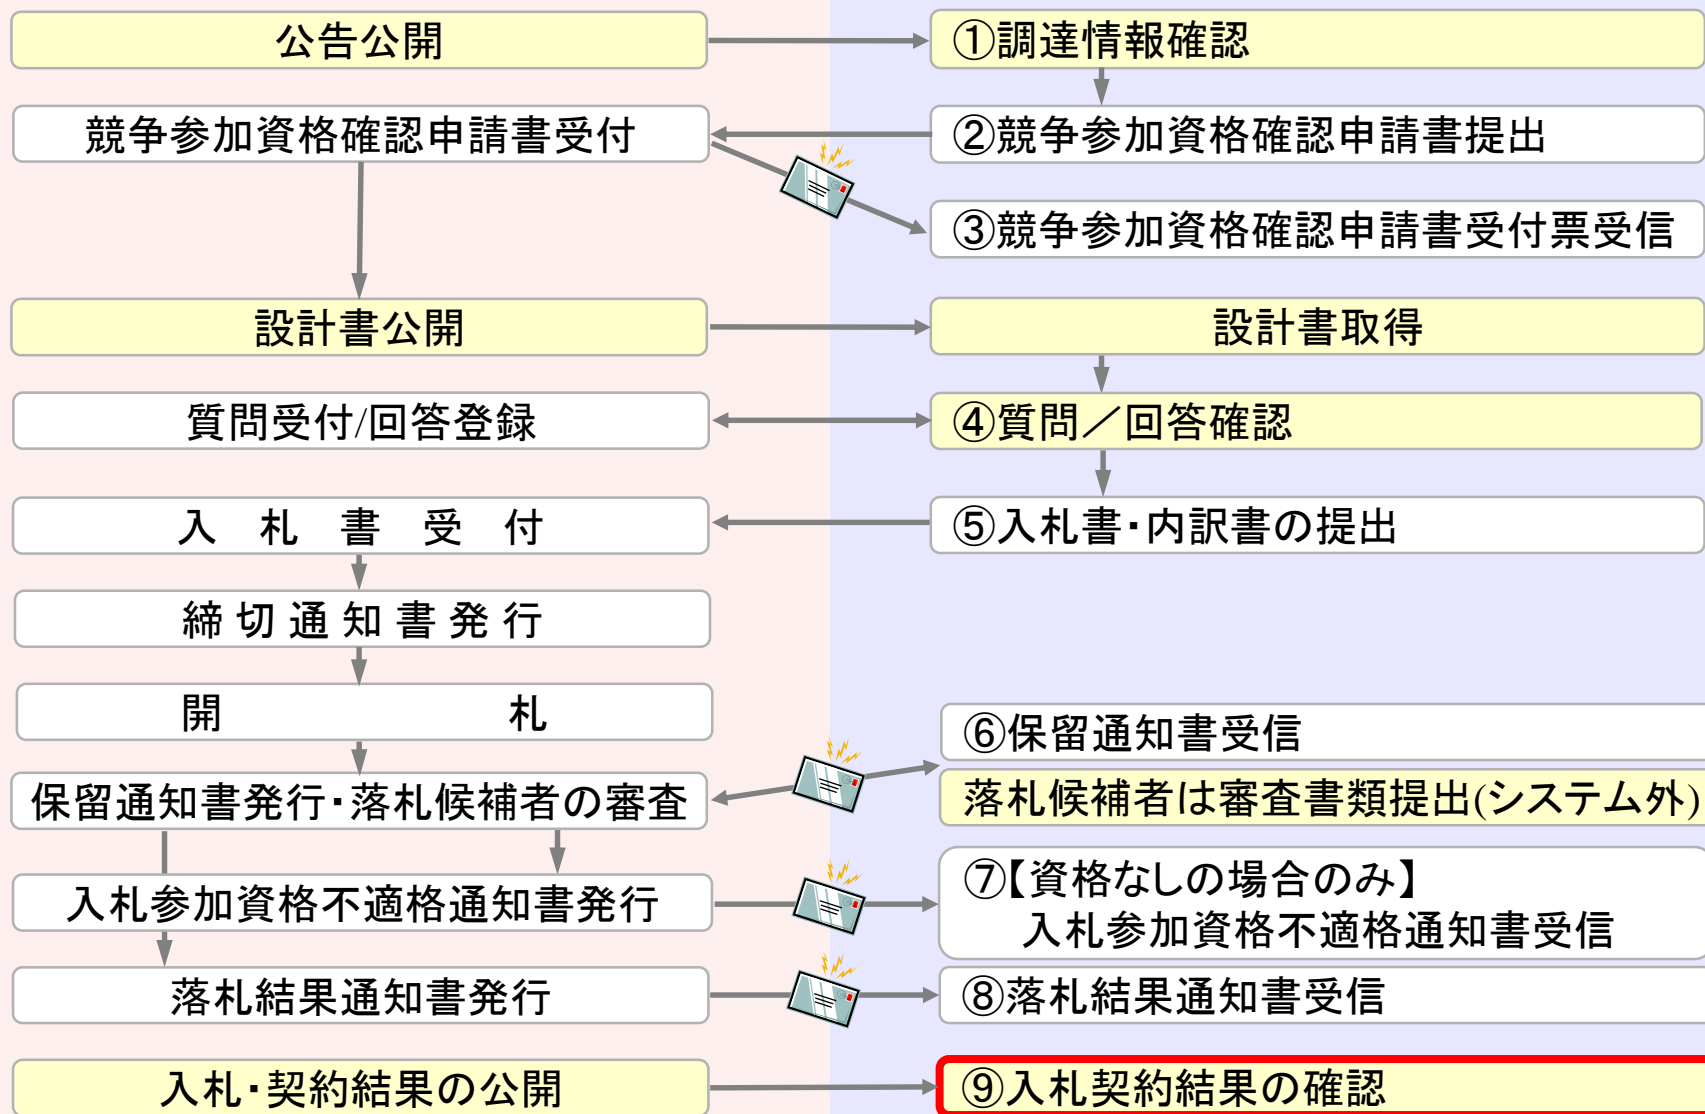 公告公開
①調達情報確認
競争参加資格確認申請書受付
②競争参加資格確認申請書提出
③競争参加資格確認申請書受付票受信
設計書公開
設計書取得
質問受付/回答登録
④質問／回答確認
入　札　書　受　付
⑤入札書・内訳書の提出
締 切 通 知 書 発 行
開　　　　　　　札
⑥保留通知書受信
保留通知書発行・落札候補者の審査
落札候補者は審査書類提出(システム外)
入札参加資格不適格通知書発行
⑦【資格なしの場合のみ】
入札参加資格不適格通知書受信
落札結果通知書発行
⑧落札結果通知書受信
入札・契約結果の公開
⑨入札契約結果の確認